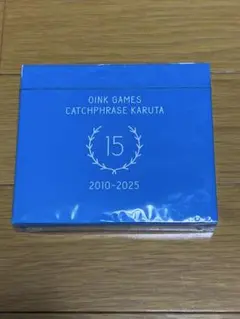 OINK GAMES
CATCHPHRASE KARUTA
15
2010-2025